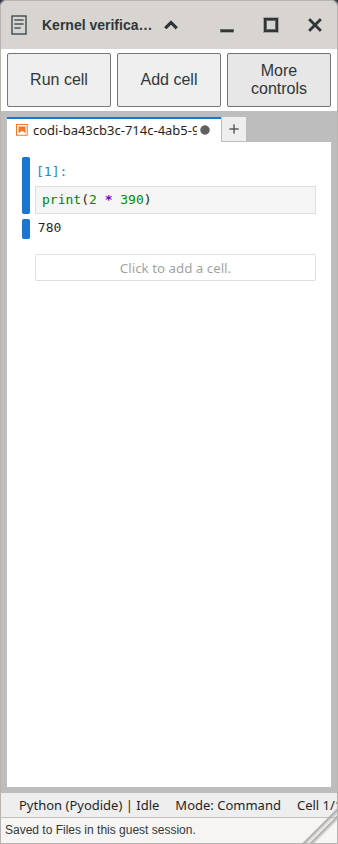 Kernel verifica...
Run cell
Add cell
More
controls
codi-ba43cb3c-714c-4ab5-9
[1]:
print(2 * 390)
780
Click to add a cell.
Python (Pyodide) | Idle
Mode: Command
Cell 1/
Saved to Files in this guest session.